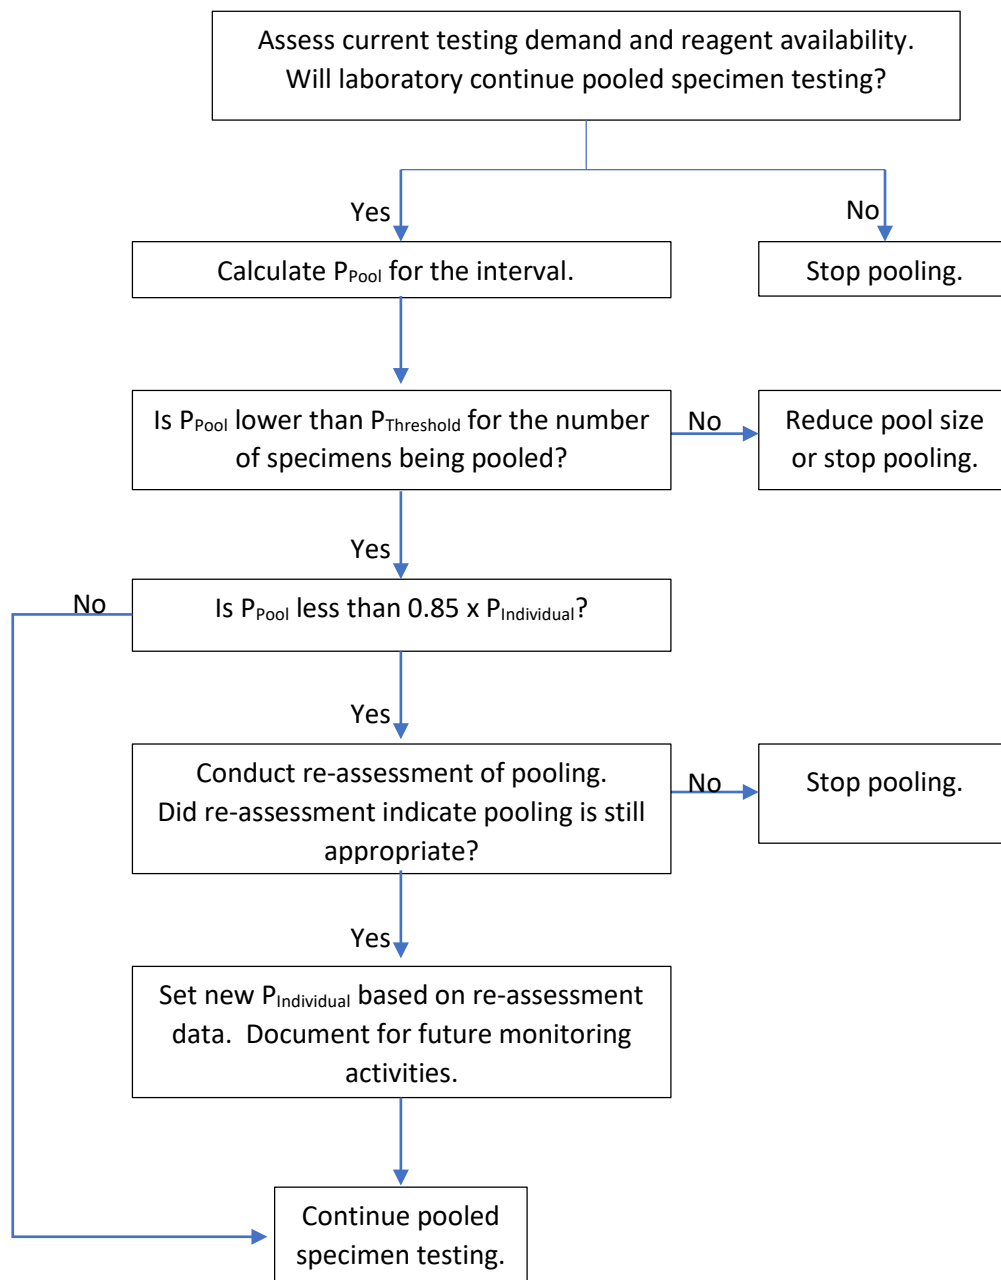 Assess current testing demand and reagent availability.
Will laboratory continue pooled specimen testing?
Yes
No
Calculate PPool for the interval.
Stop pooling.
Is PPool lower than PThreshold for the number
of specimens being pooled?
No
Reduce pool size
or stop pooling.
Yes
No
Is PPool less than 0.85 x PIndividual?
Yes
Conduct re-assessment of pooling.
Did re-assessment indicate pooling is still
appropriate?
No
Stop pooling.
Yes
Set new PIndividual based on re-assessment
data.  Document for future monitoring
activities.
Continue pooled
specimen testing.